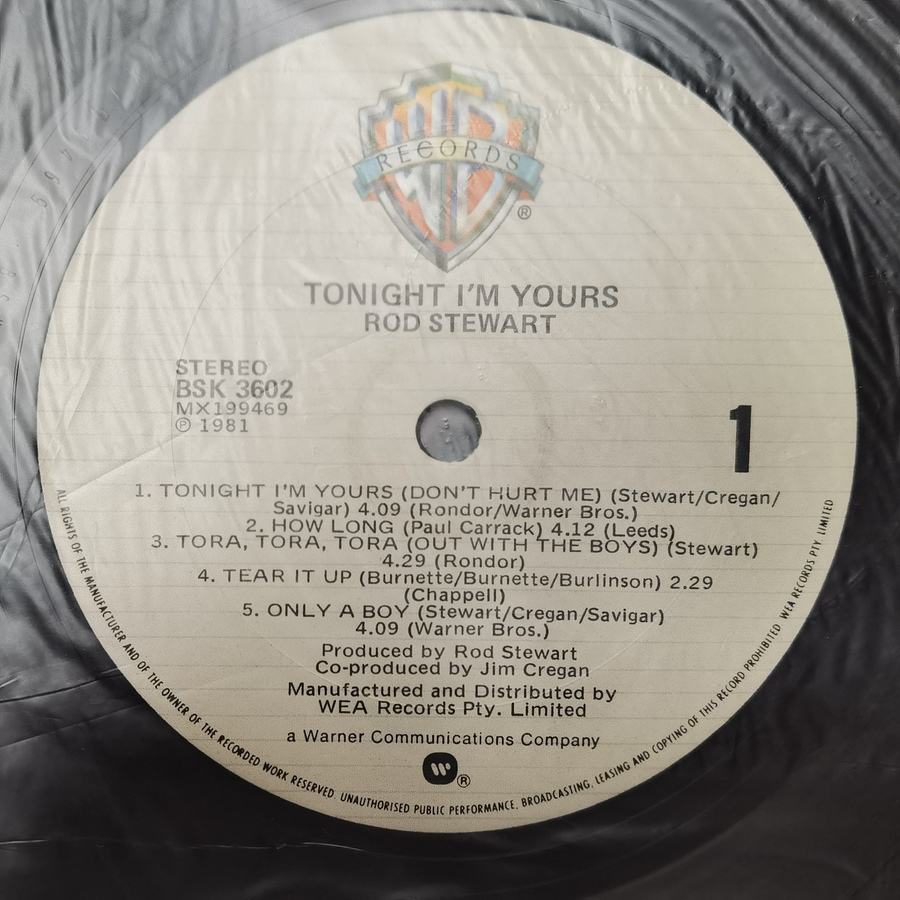 RECORDS
®
TONIGHT I'M YOURS
ROD STEWART
STEREO
BSK 3602
MX199469
℗ 1981
1
1. TONIGHT I'M YOURS (DON'T HURT ME) (Stewart/Cregan/
Savigar) 4.09 (Rondor/Warner Bros.)
2. HOW LONG (Paul Carrack) 4.12 (Leeds)
3. TORA, TORA, TORA (OUT WITH THE BOYS) (Stewart)
4.29 (Rondor)
4. TEAR IT UP (Burnette/Burnette/Burlinson) 2.29
(Chappell)
5. ONLY A BOY (Stewart/Cregan/Savigar)
4.09 (Warner Bros.)
Produced by Rod Stewart
Co-produced by Jim Cregan
Manufactured and Distributed by
WEA Records Pty. Limited
a Warner Communications Company
®
ALL RIGHTS OF THE MANUFACTURER AND OF THE OWNER OF THE RECORDED WORK RESERVED. UNAUTHORISED PUBLIC PERFORMANCE, BROADCASTING, LEASING AND COPYING OF THIS RECORD PROHIBITED WEA RECORDS PTY LIMITED